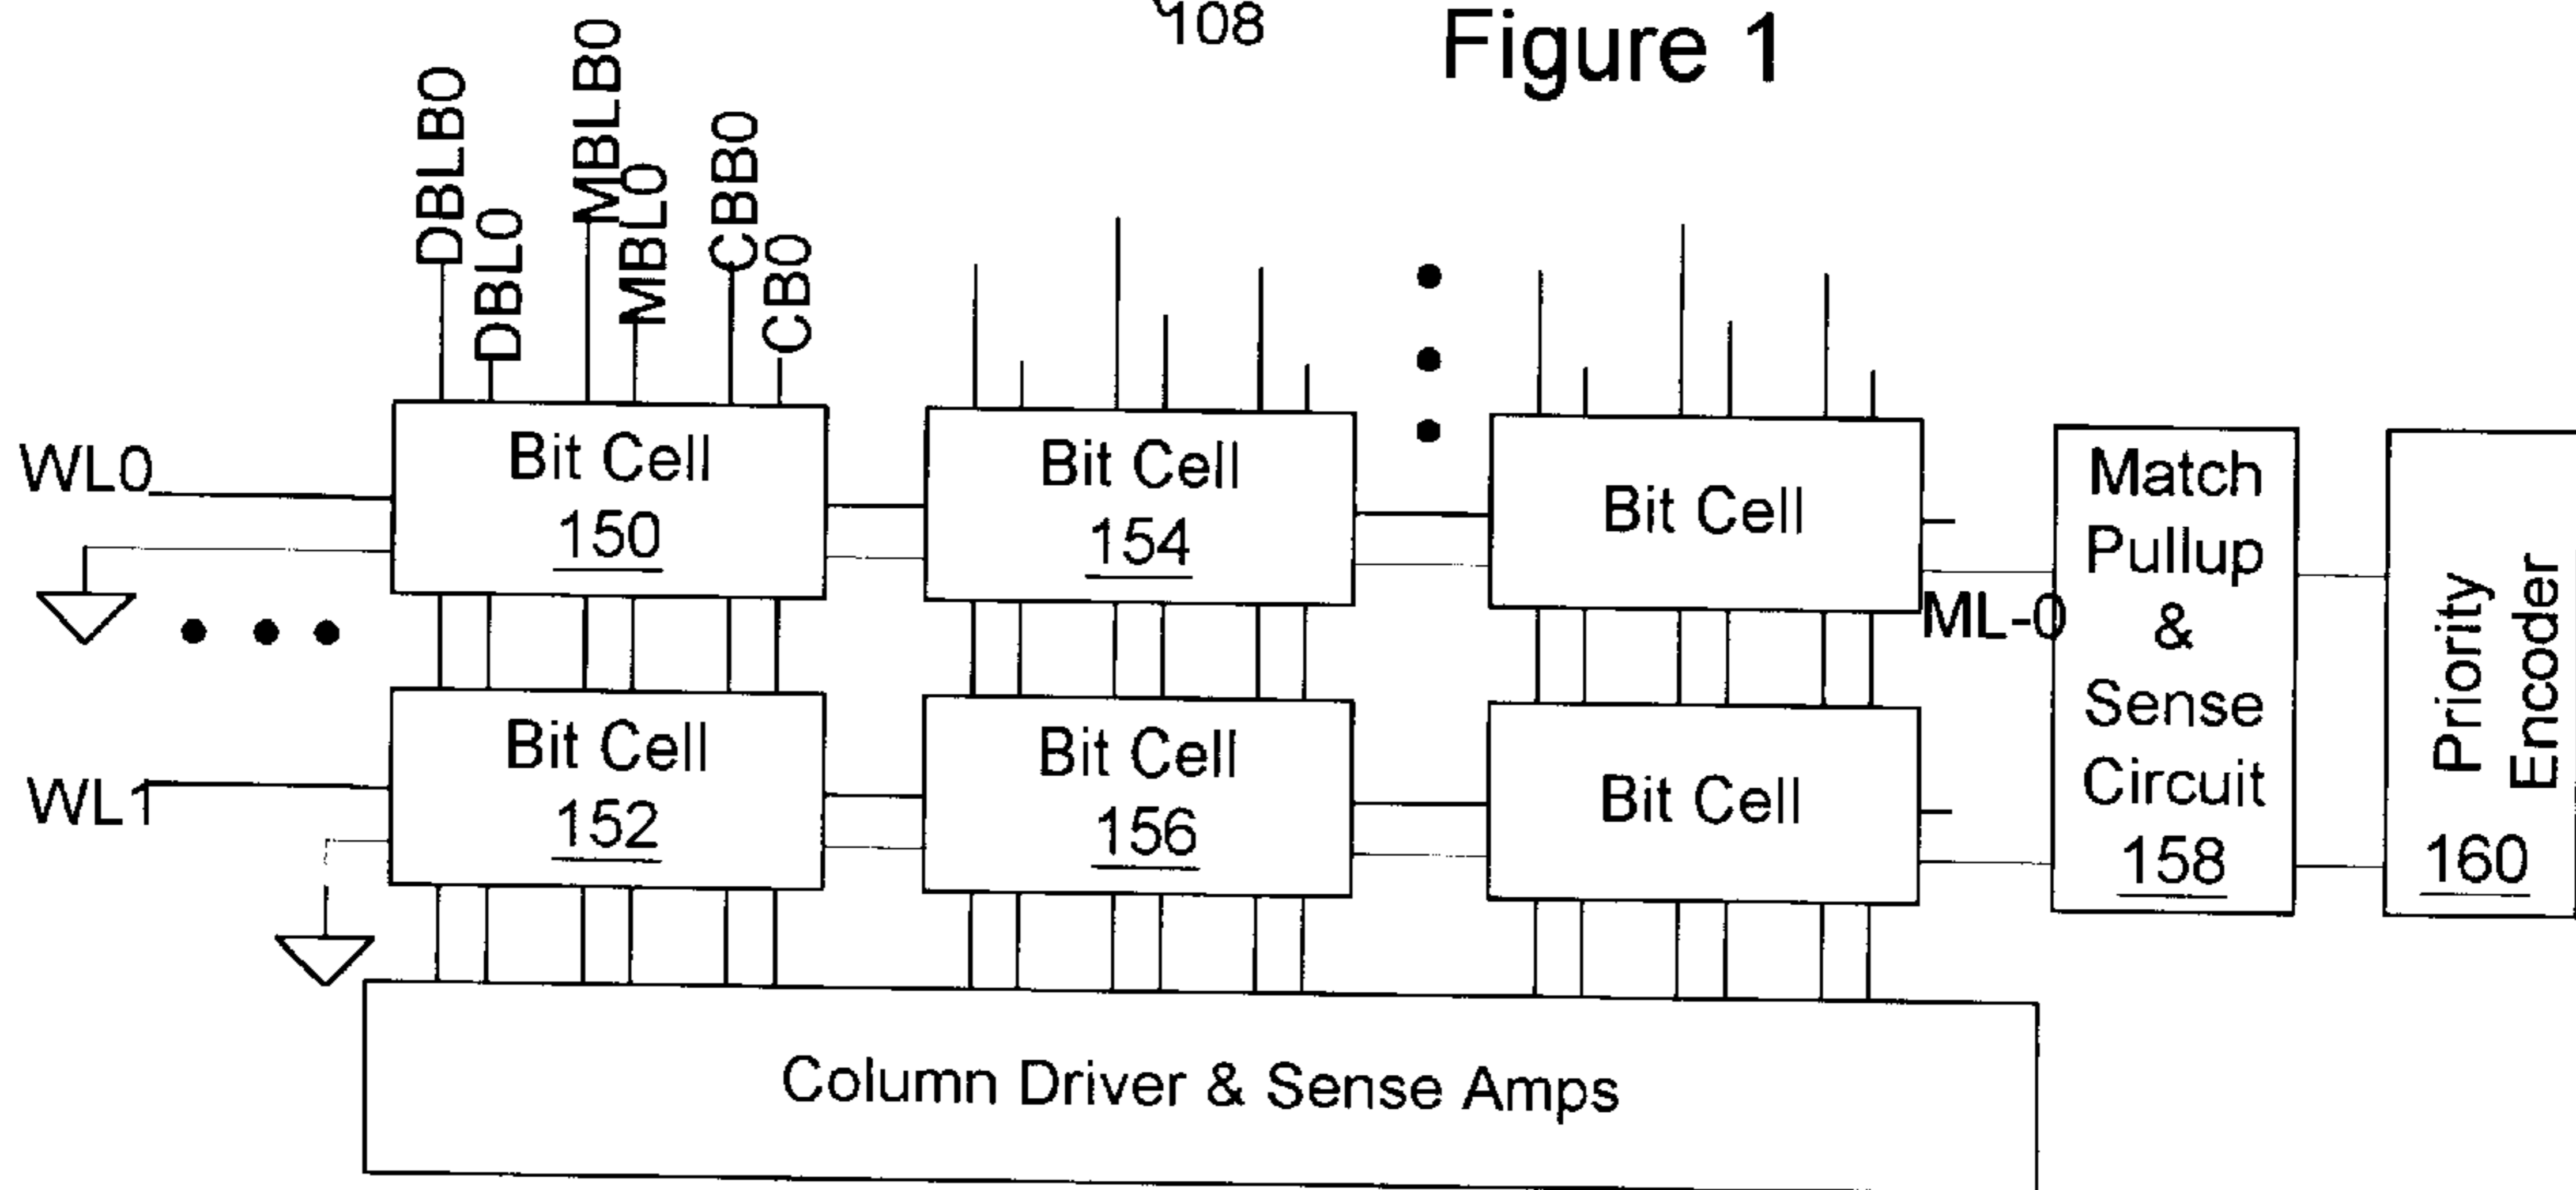 108
Figure 1
DBLB0
DBL0
MBLB0
MBL0
CBB0
CB0
WL0
Bit Cell
150
Bit Cell
154
Bit Cell
ML-0
Match
Pullup
&
Sense
Circuit
158
Priority
Encoder
160
WL1
Bit Cell
152
Bit Cell
156
Bit Cell
Column Driver & Sense Amps